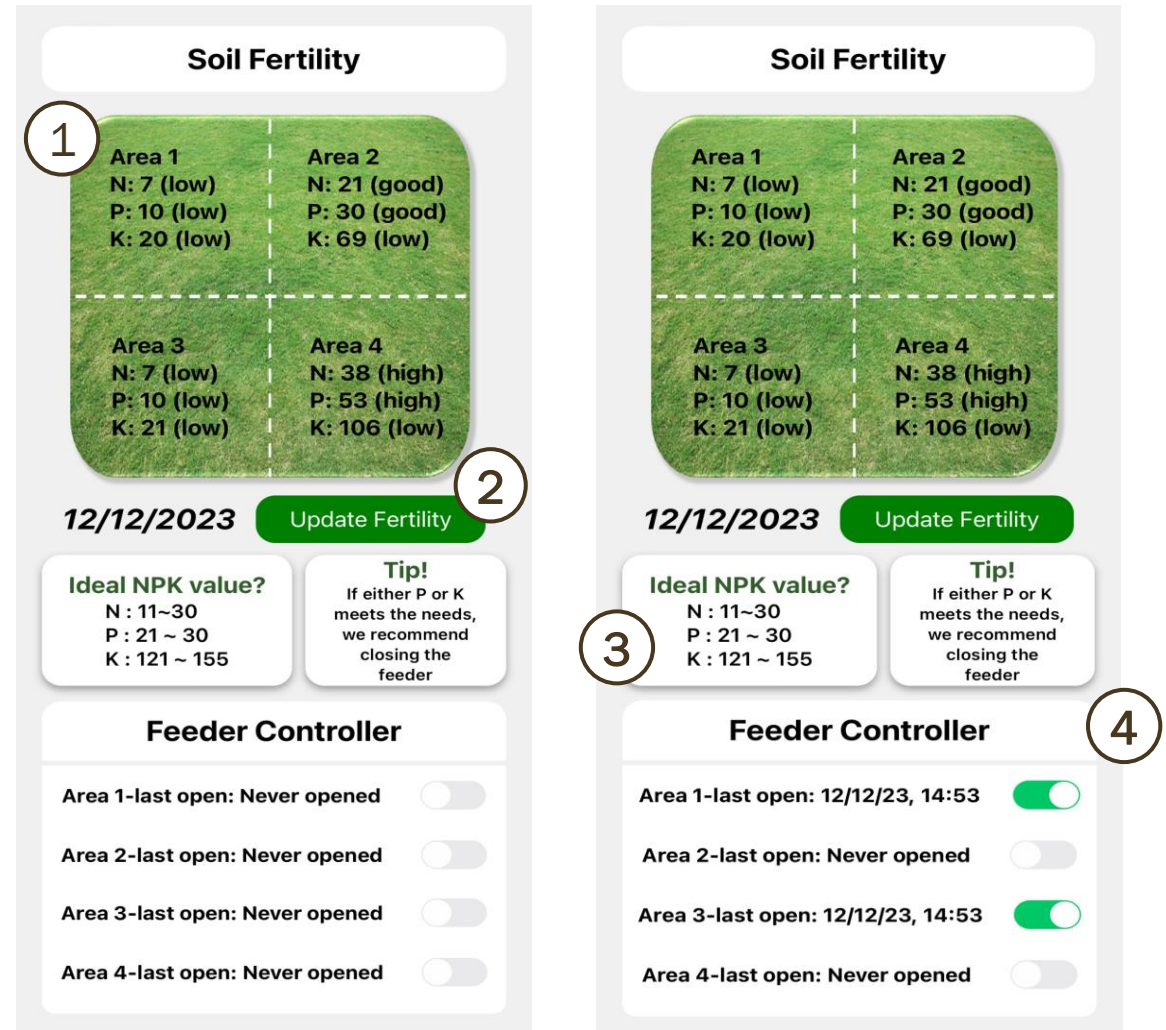 Soil Fertility
1
Area 1
N: 7 (low)
P: 10 (low)
K: 20 (low)
Area 2
N: 21 (good)
P: 30 (good)
K: 69 (low)
Area 3
N: 7 (low)
P: 10 (low)
K: 21 (low)
Area 4
N: 38 (high)
P: 53 (high)
K: 106 (low)
2
12/12/2023
Update Fertility
Ideal NPK value?
N : 11~30
P : 21 ~ 30
K : 121 ~ 155
Tip!
If either P or K
meets the needs,
we recommend
closing the
feeder
Feeder Controller
Area 1-last open: Never opened
Area 2-last open: Never opened
Area 3-last open: Never opened
Area 4-last open: Never opened
Soil Fertility
Area 1
N: 7 (low)
P: 10 (low)
K: 20 (low)
Area 2
N: 21 (good)
P: 30 (good)
K: 69 (low)
Area 3
N: 7 (low)
P: 10 (low)
K: 21 (low)
Area 4
N: 38 (high)
P: 53 (high)
K: 106 (low)
12/12/2023
Update Fertility
3
Ideal NPK value?
N : 11~30
P : 21 ~ 30
K : 121 ~ 155
Tip!
If either P or K
meets the needs,
we recommend
closing the
feeder
4
Feeder Controller
Area 1-last open: 12/12/23, 14:53
Area 2-last open: Never opened
Area 3-last open: 12/12/23, 14:53
Area 4-last open: Never opened